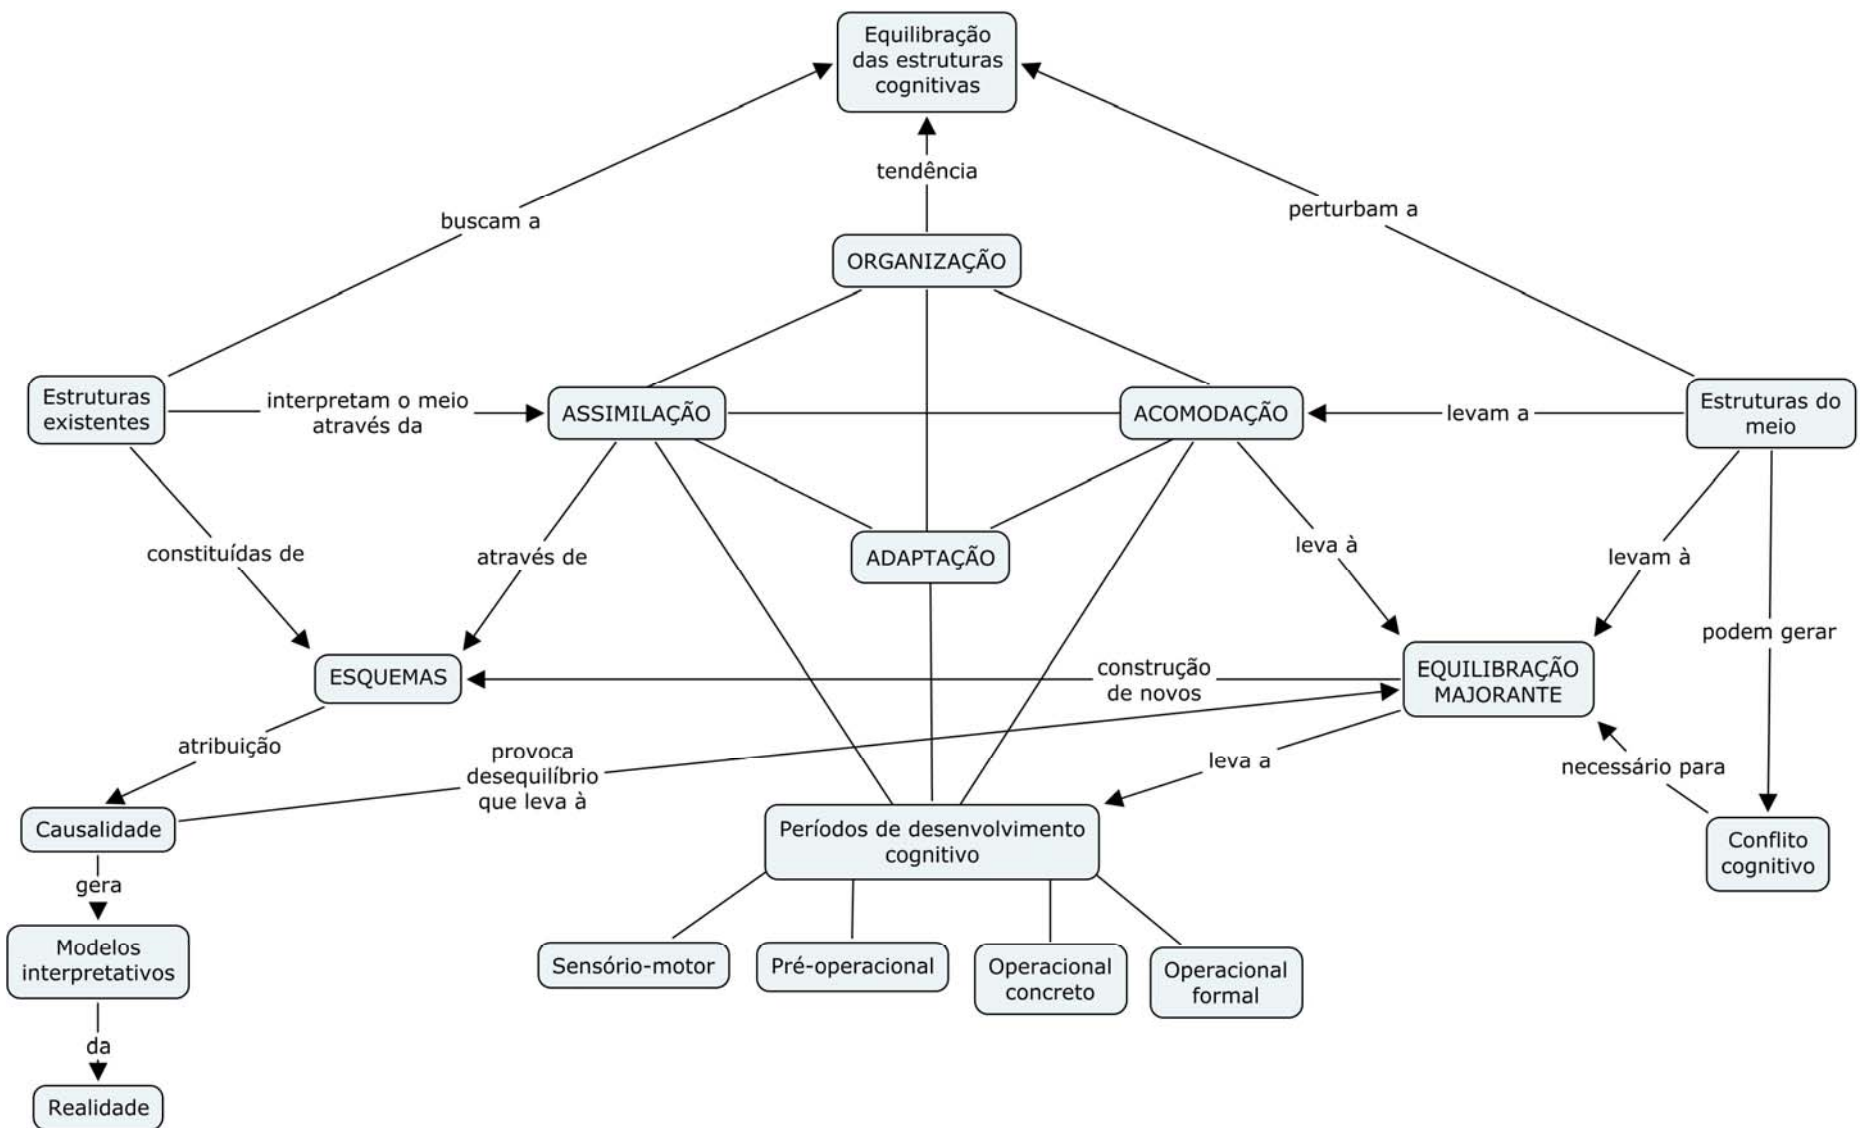 Equilibração
das estruturas
cognitivas
tendência
buscam a
perturbam a
ORGANIZAÇÃO
Estruturas
existentes
interpretam o meio
através da
ASSIMILAÇÃO
ACOMODAÇÃO
levam a
Estruturas do
meio
constituídas de
através de
ADAPTAÇÃO
leva à
levam à
podem gerar
ESQUEMAS
construção
de novos
EQUILIBRAÇÃO
MAJORANTE
atribuição
provoca
desequilíbrio
que leva à
leva a
necessário para
Causalidade
Períodos de desenvolvimento
cognitivo
Conflito
cognitivo
gera
Modelos
interpretativos
Sensório-motor
Pré-operacional
Operacional
concreto
Operacional
formal
da
Realidade